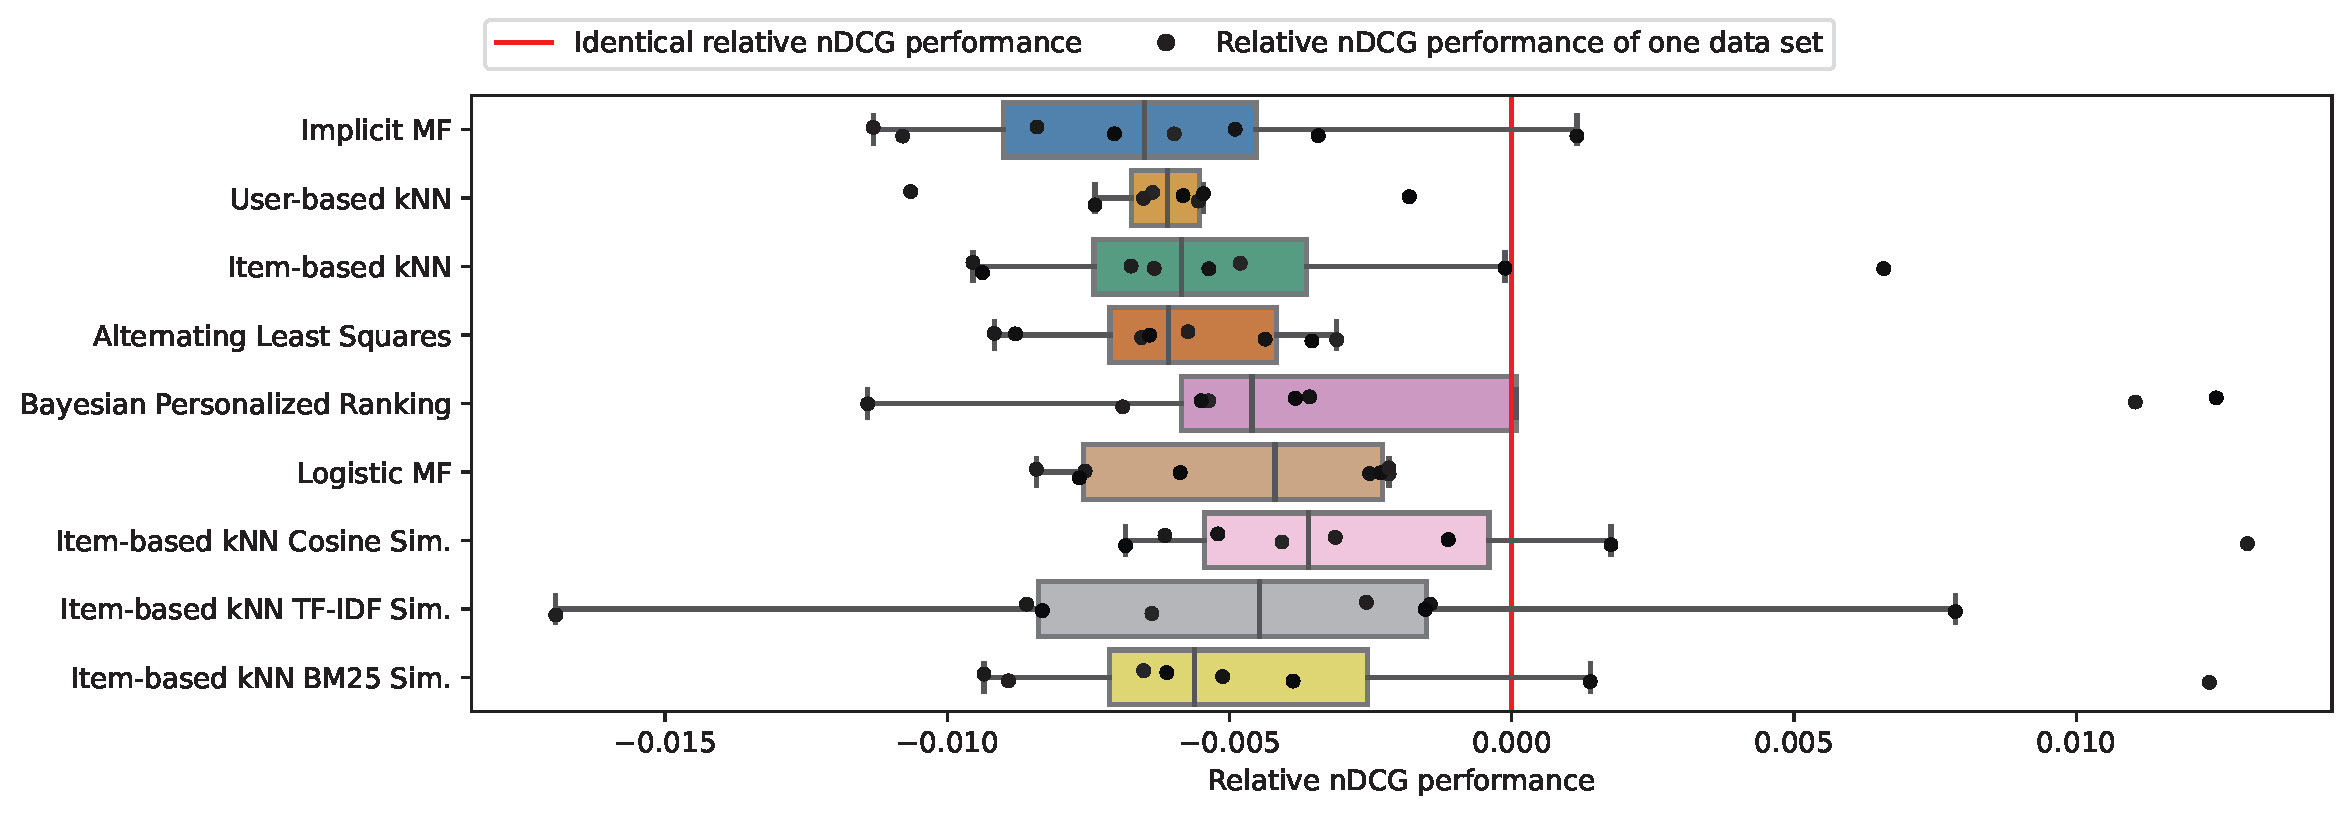 Identical relative nDCG performance
Relative nDCG performance of one data set
Implicit MF
User-based kNN
Item-based kNN
Alternating Least Squares
Bayesian Personalized Ranking
Logistic MF
Item-based kNN Cosine Sim.
Item-based kNN TF-IDF Sim.
Item-based kNN BM25 Sim.
−0.015
−0.010
−0.005
0.000
0.005
0.010
Relative nDCG performance